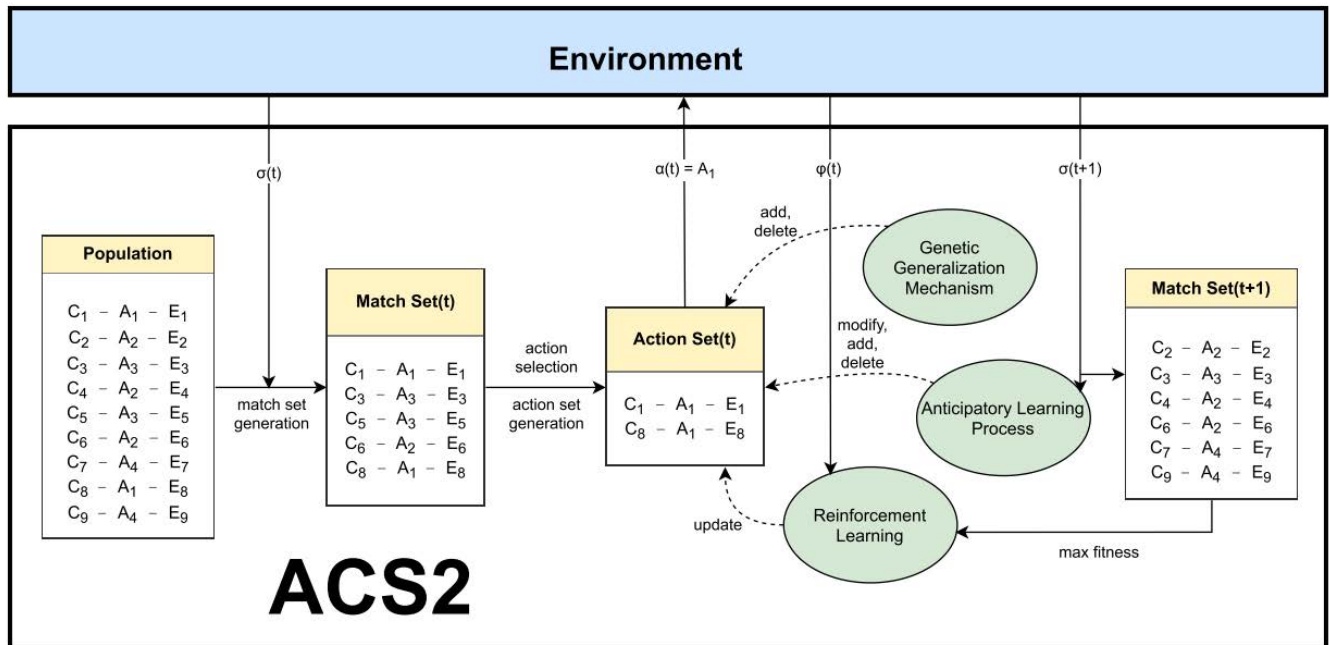 Environment
σ(t)
α(t) = A₁
φ(t)
σ(t+1)
Population
C₁ – A₁ – E₁
C₂ – A₂ – E₂
C₃ – A₃ – E₃
C₄ – A₂ – E₄
C₅ – A₃ – E₅
C₆ – A₂ – E₆
C₇ – A₄ – E₇
C₈ – A₁ – E₈
C₉ – A₄ – E₉
match set
generation
Match Set(t)
C₁ – A₁ – E₁
C₃ – A₃ – E₃
C₅ – A₃ – E₅
C₆ – A₂ – E₆
C₈ – A₁ – E₈
action
selection
action set
generation
Action Set(t)
C₁ – A₁ – E₁
C₈ – A₁ – E₈
add,
delete
Genetic
Generalization
Mechanism
modify,
add,
delete
Anticipatory Learning
Process
update
Reinforcement
Learning
Match Set(t+1)
C₂ – A₂ – E₂
C₃ – A₃ – E₃
C₄ – A₂ – E₄
C₆ – A₂ – E₆
C₇ – A₄ – E₇
C₉ – A₄ – E₉
max fitness
ACS2